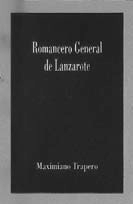 Romancero General
de Lanzarote
Maximiano Trapero